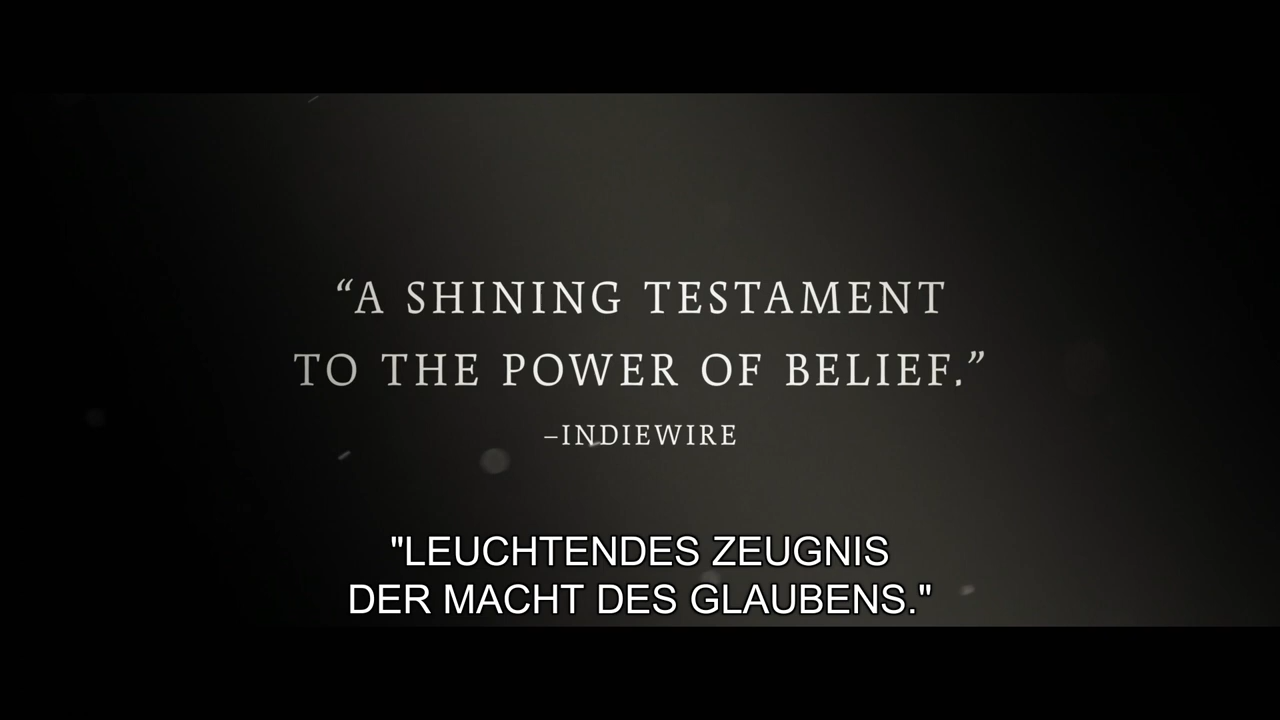 “A SHINING TESTAMENT
TO THE POWER OF BELIEF.”
–INDIEWIRE
"LEUCHTENDES ZEUGNIS
DER MACHT DES GLAUBENS."